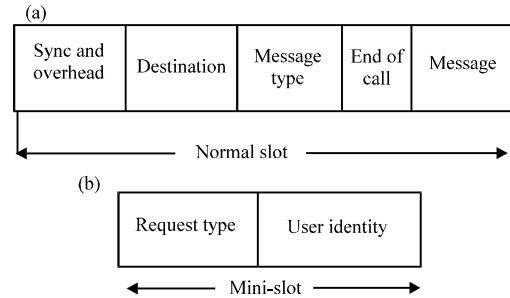 (a)
Sync and
overhead
Destination
Message
type
End of
call
Message
Normal slot
(b)
Request type
User identity
Mini-slot